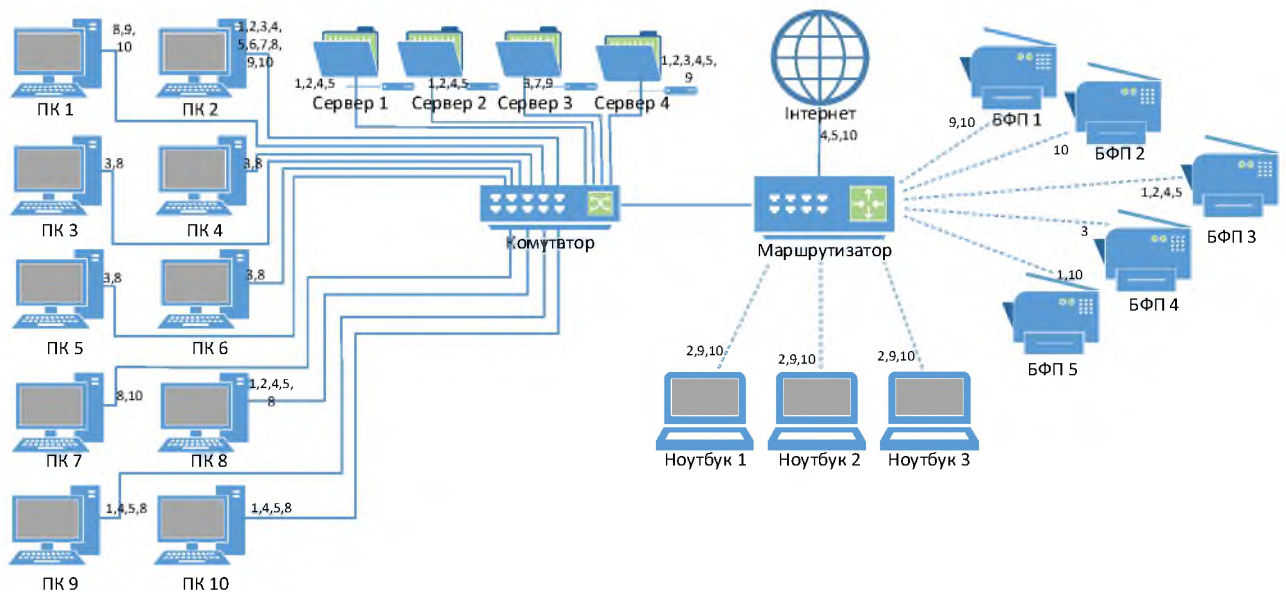 8,9,
10
ПК 1
1,2,3,4,
5,6,7,8,
9,10
ПК 2
1,2,4,5
Сервер 1
1,2,4,5
Сервер 2
3,7,9
Сервер 3
1,2,3,4,5,
9
Сервер 4
Інтернет
4,5,10
9,10
БФП 1
10
БФП 2
1,2,4,5
БФП 3
3
БФП 4
1,10
БФП 5
3,8
ПК 3
3,8
ПК 4
Комутатор
Маршрутизатор
3,8
ПК 5
3,8
ПК 6
8,10
ПК 7
1,2,4,5,
8
ПК 8
2,9,10
Ноутбук 1
2,9,10
Ноутбук 2
2,9,10
Ноутбук 3
1,4,5,8
ПК 9
1,4,5,8
ПК 10